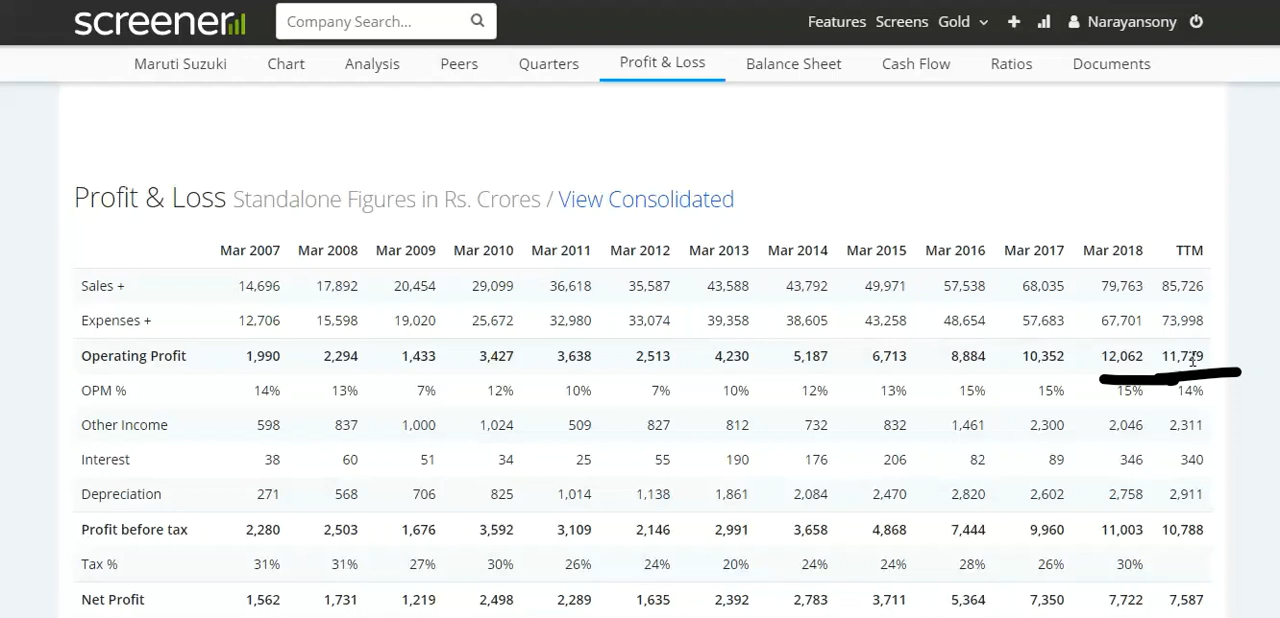 screener
Company Search...
Features Screens Gold Narayansony
Maruti Suzuki Chart Analysis Peers Quarters Profit & Loss Balance Sheet Cash Flow Ratios Documents
Profit & Loss Standalone Figures in Rs. Crores / View Consolidated
Mar 2007 Mar 2008 Mar 2009 Mar 2010 Mar 2011 Mar 2012 Mar 2013 Mar 2014 Mar 2015 Mar 2016 Mar 2017 Mar 2018 TTM
Sales + 14,696 17,892 20,454 29,099 36,618 35,587 43,588 43,792 49,971 57,538 68,035 79,763 85,726
Expenses + 12,706 15,598 19,020 25,672 32,980 33,074 39,358 38,605 43,258 48,654 57,683 67,701 73,998
Operating Profit 1,990 2,294 1,433 3,427 3,638 2,513 4,230 5,187 6,713 8,884 10,352 12,062 11,729
OPM % 14% 13% 7% 12% 10% 7% 10% 12% 13% 15% 15% 15% 14%
Other Income 598 837 1,000 1,024 509 827 812 732 832 1,461 2,300 2,046 2,311
Interest 38 60 51 34 25 55 190 176 206 82 89 346 340
Depreciation 271 568 706 825 1,014 1,138 1,861 2,084 2,470 2,820 2,602 2,758 2,911
Profit before tax 2,280 2,503 1,676 3,592 3,109 2,146 2,991 3,658 4,868 7,444 9,960 11,003 10,788
Tax % 31% 31% 27% 30% 26% 24% 20% 24% 24% 28% 26% 30%
Net Profit 1,562 1,731 1,219 2,498 2,289 1,635 2,392 2,783 3,711 5,364 7,350 7,722 7,587